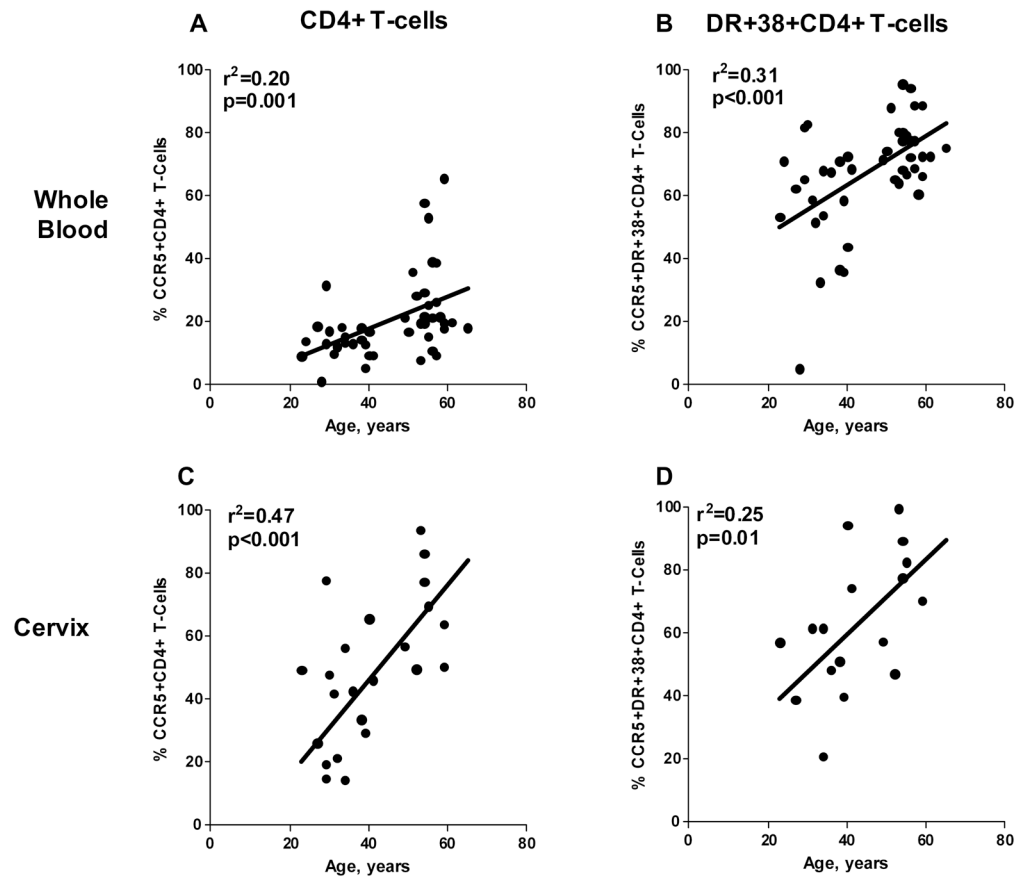 A
CD4+ T-cells
B
DR+38+CD4+ T-cells
Whole
Blood
r²=0.20
p=0.001
% CCR5+CD4+ T-Cells
100
80
60
40
20
0
0 20 40 60 80
Age, years
r²=0.31
p<0.001
% CCR5+DR+38+CD4+ T-Cells
100
80
60
40
20
0
0 20 40 60 80
Age, years
C
D
Cervix
r²=0.47
p<0.001
% CCR5+CD4+ T-Cells
100
80
60
40
20
0
0 20 40 60 80
Age, years
r²=0.25
p=0.01
% CCR5+DR+38+CD4+ T-Cells
100
80
60
40
20
0
0 20 40 60 80
Age, years